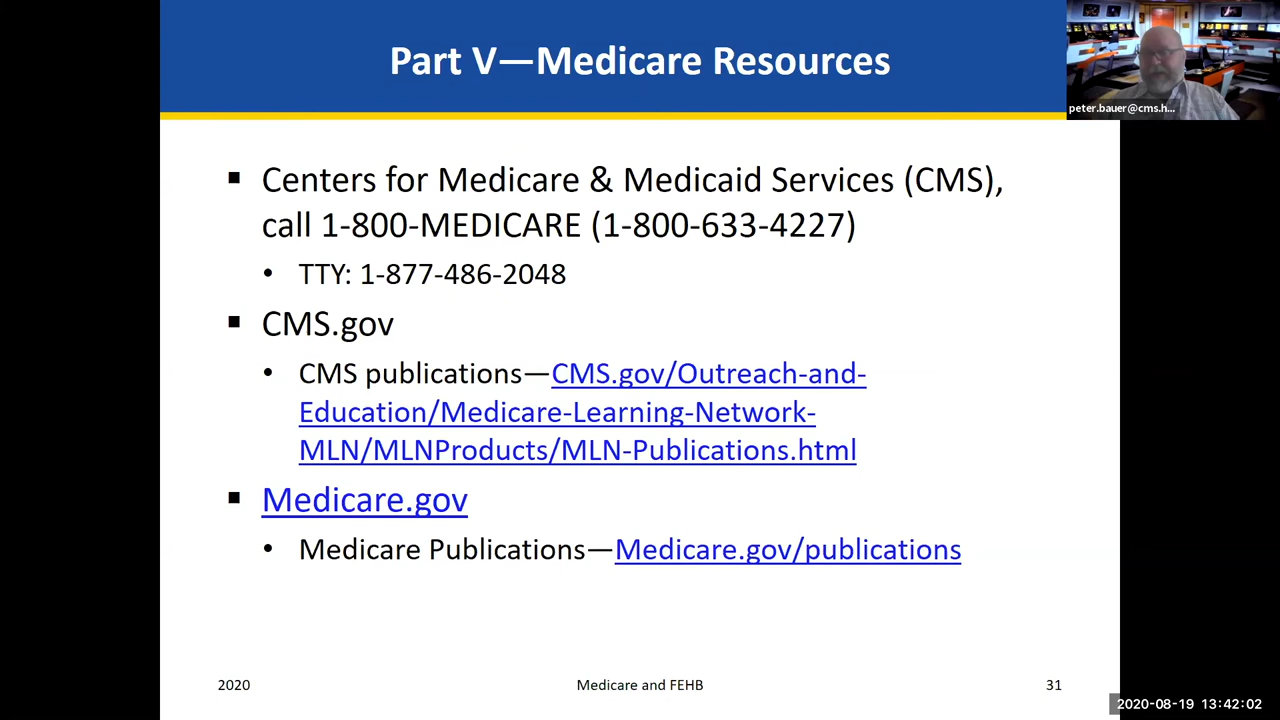 Part V—Medicare Resources
peter.bauer@cms.h...
▪ Centers for Medicare & Medicaid Services (CMS),
call 1-800-MEDICARE (1-800-633-4227)
• TTY: 1-877-486-2048
▪ CMS.gov
• CMS publications—CMS.gov/Outreach-and-
Education/Medicare-Learning-Network-
MLN/MLNProducts/MLN-Publications.html
▪ Medicare.gov
• Medicare Publications—Medicare.gov/publications
2020
Medicare and FEHB
31
2020-08-19 13:42:02